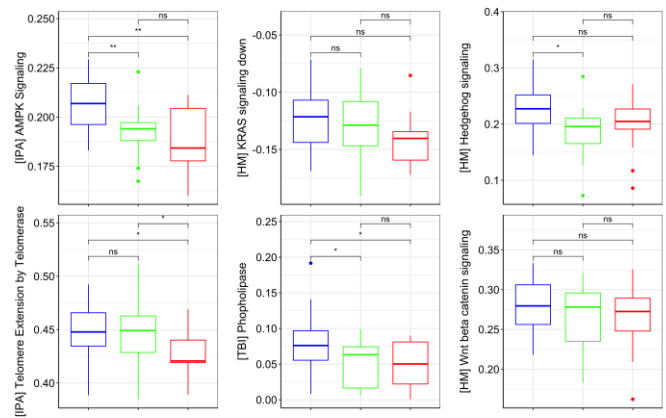 [IPA] AMPK Signaling
0.250
0.225
0.200
0.175
ns
**
**
[HM] KRAS signaling down
-0.05
-0.10
-0.15
ns
ns
ns
[HM] Hedgehog signaling
0.4
0.3
0.2
0.1
ns
ns
*
[IPA] Telomere Extension by Telomerase
0.55
0.50
0.45
0.40
*
*
ns
[TBI] Phopholipase
0.20
0.15
0.10
0.05
0.00
ns
*
*
[HM] Wnt beta catenin signaling
0.35
0.30
0.25
0.20
ns
ns
ns